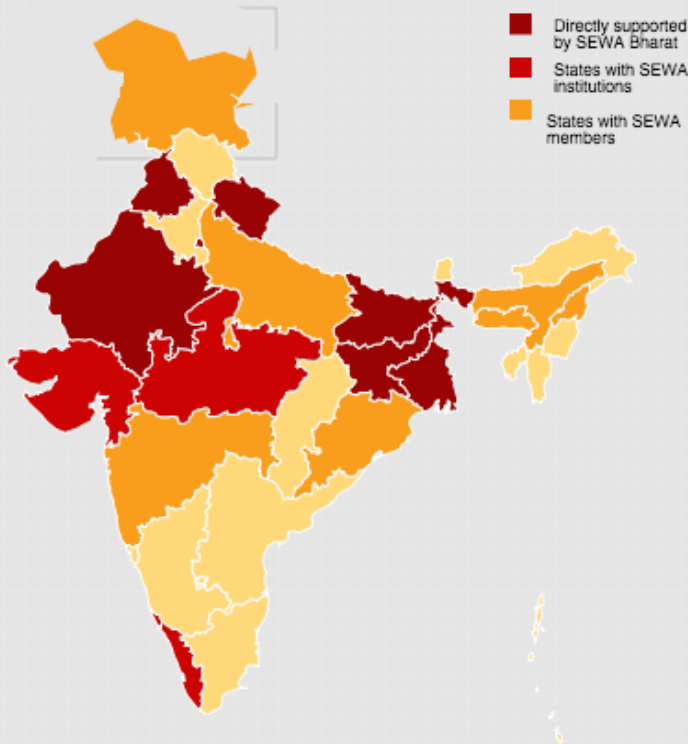 Directly supported
by SEWA Bharat
States with SEWA
institutions
States with SEWA
members